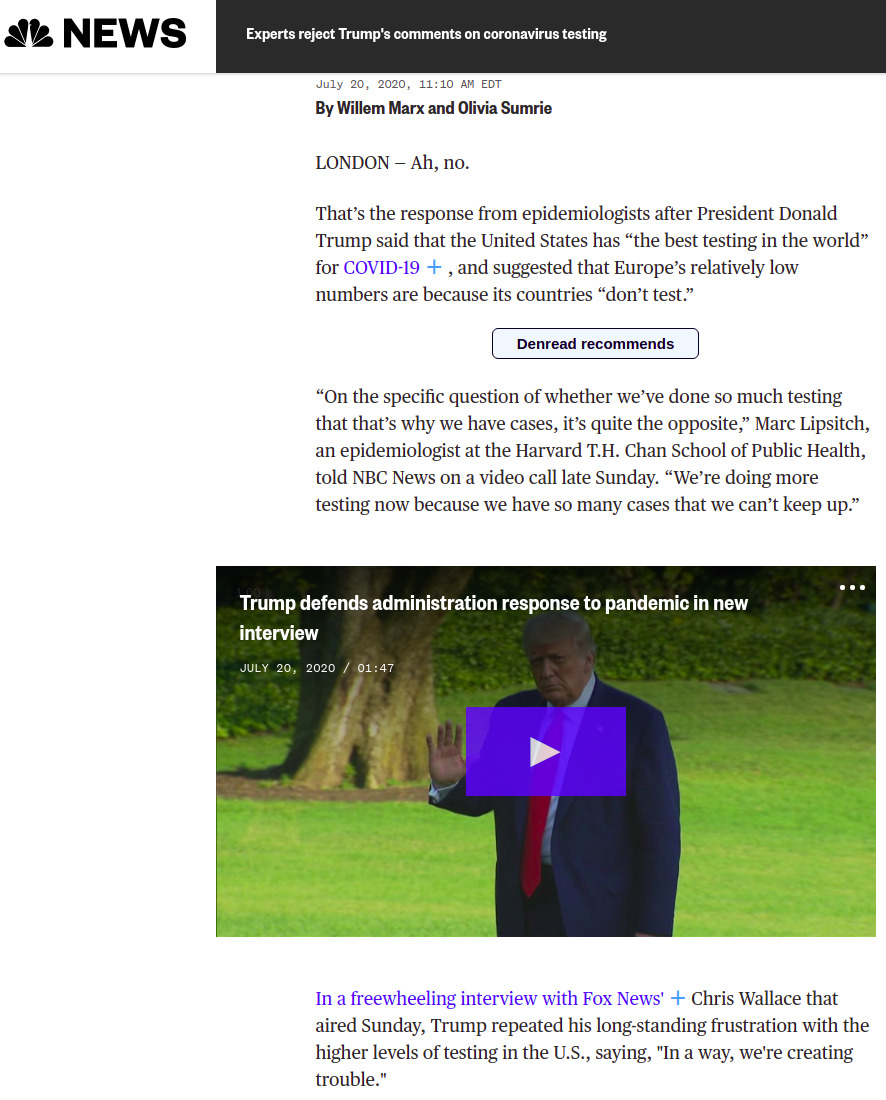 NEWS
Experts reject Trump's comments on coronavirus testing
July 20, 2020, 11:10 AM EDT
By Willem Marx and Olivia Sumrie
LONDON — Ah, no.
That’s the response from epidemiologists after President Donald
Trump said that the United States has “the best testing in the world”
for COVID-19 + , and suggested that Europe’s relatively low
numbers are because its countries “don’t test.”
Denread recommends
“On the specific question of whether we’ve done so much testing
that that’s why we have cases, it’s quite the opposite,” Marc Lipsitch,
an epidemiologist at the Harvard T.H. Chan School of Public Health,
told NBC News on a video call late Sunday. “We’re doing more
testing now because we have so many cases that we can’t keep up.”
Trump defends administration response to pandemic in new
interview
JULY 20, 2020 / 01:47
In a freewheeling interview with Fox News' + Chris Wallace that
aired Sunday, Trump repeated his long-standing frustration with the
higher levels of testing in the U.S., saying, "In a way, we're creating
trouble."